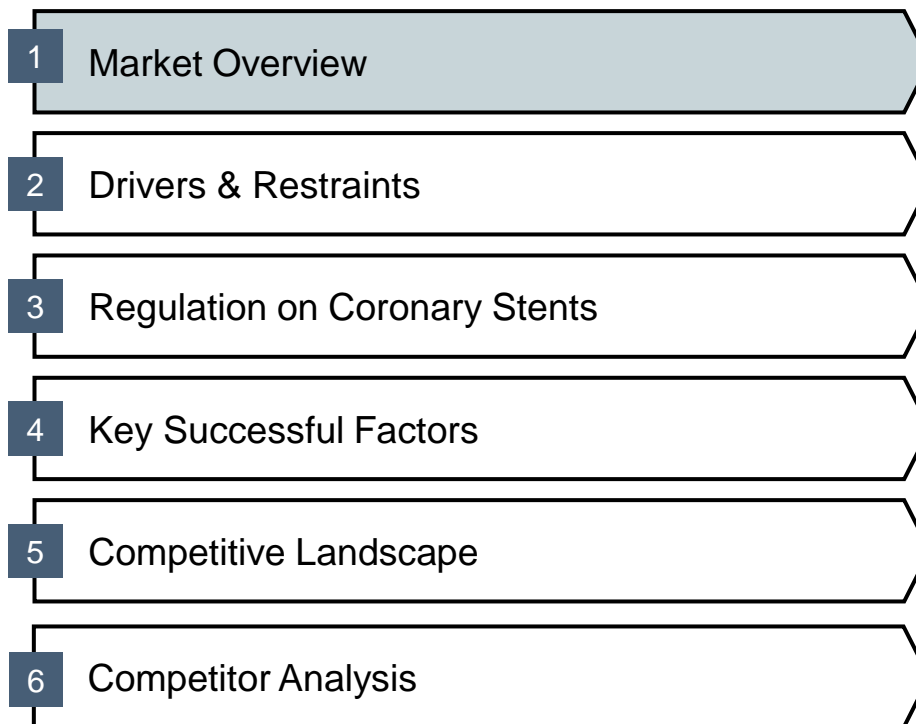 1 Market Overview
2 Drivers & Restraints
3 Regulation on Coronary Stents
4 Key Successful Factors
5 Competitive Landscape
6 Competitor Analysis